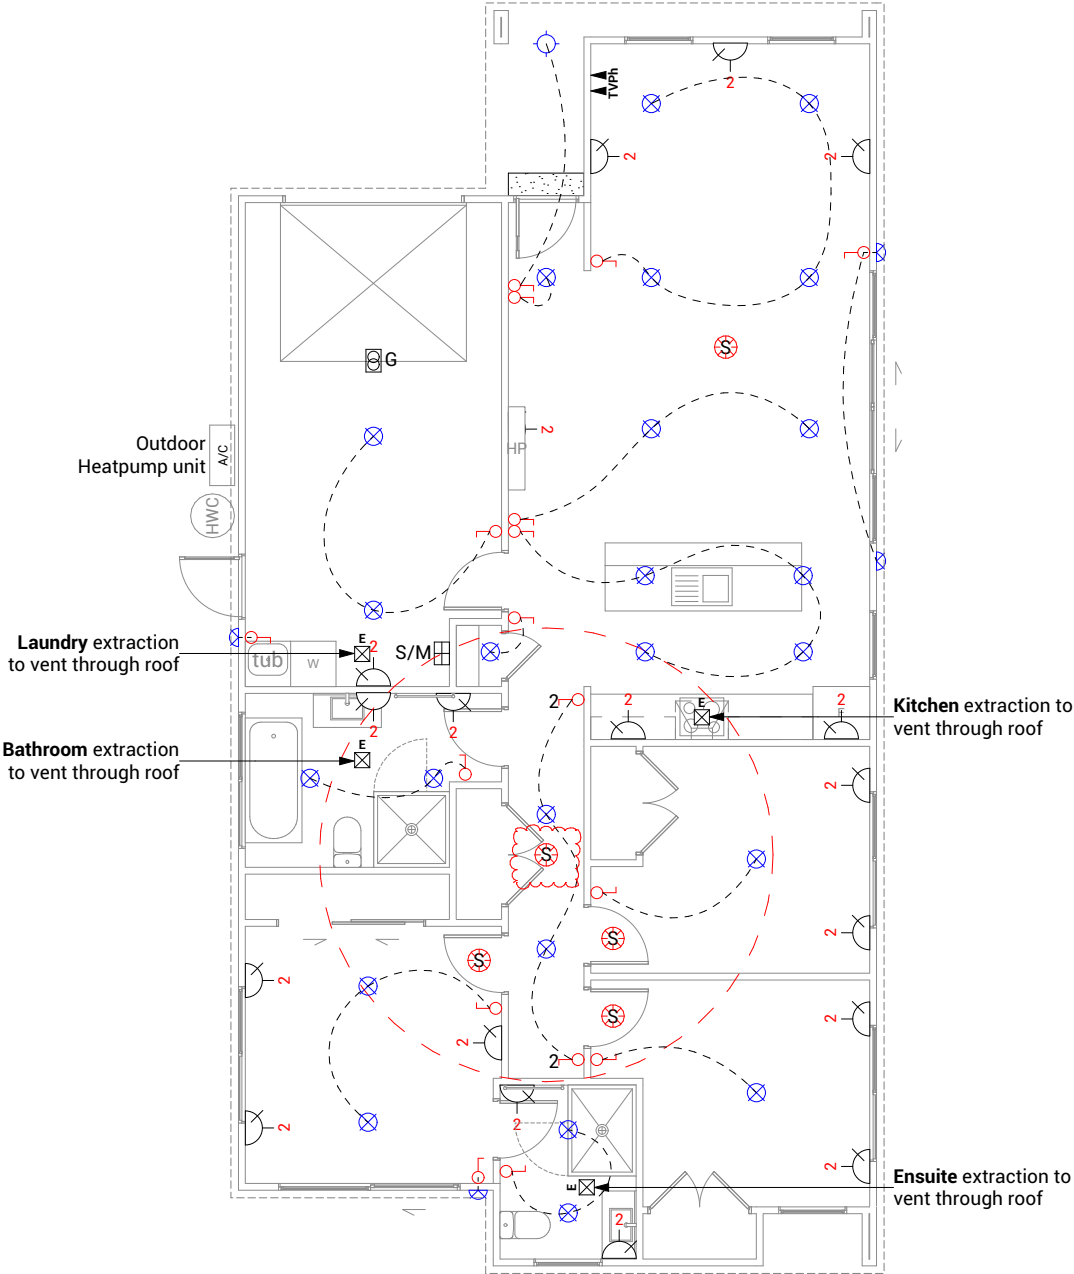 TVPh
2
2
2
G
S
2
HP
Outdoor
Heatpump unit
A/C
HWC
Laundry extraction
to vent through roof
E
2
S/M
tub
W
2
2
2
2
E
2
Kitchen extraction to
vent through roof
Bathroom extraction
to vent through roof
E
2
S
S
2
S
2
2
S
2
2
2
2
2
E
2
Ensuite extraction to
vent through roof
2